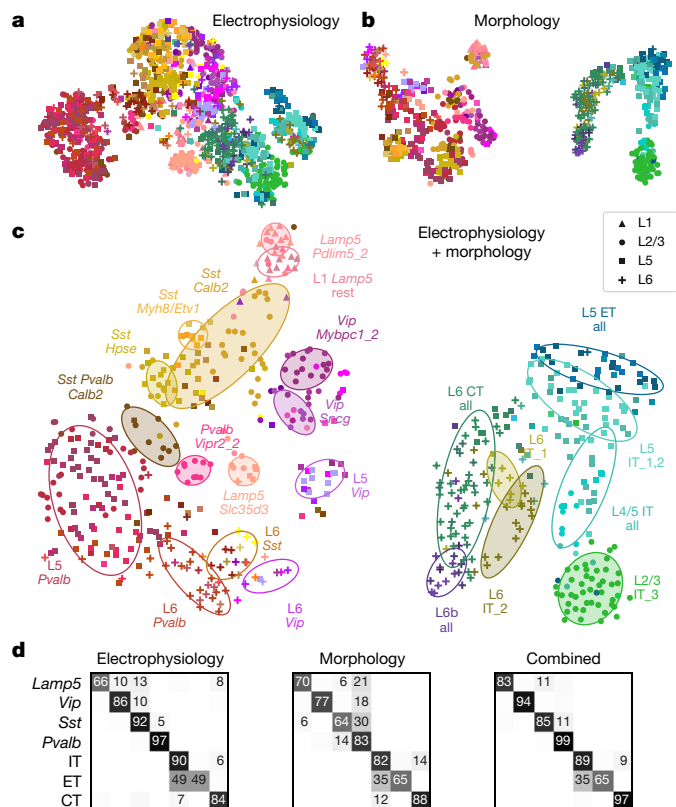 a
Electrophysiology
b
Morphology
L1
L2/3
L5
L6
c
Electrophysiology
+ morphology
Lamp5
Pdlim5_2
L1 Lamp5
rest
Sst
Calb2
Sst
Myh8/Etv1
Sst
Hpse
Vip
Mybpc1_2
Sst Pvalb
Calb2
Pvalb
Vipr2_2
Vip
Sncg
Lamp5
Slc35d3
L5
Vip
L5
Pvalb
L6
Sst
L6
Pvalb
L6
Vip
L5 ET
all
L6 CT
all
L6
IT_1
L5
IT_1,2
L4/5 IT
all
L6
IT_2
L6b
all
L2/3
IT_3
d
Electrophysiology
Morphology
Combined
Lamp5 66 10 13 8 70 6 21 83 11
Vip 86 10 77 18 94
Sst 92 5 6 64 30 85 11
Pvalb 97 14 83 99
IT 90 6 82 14 89 9
ET 49 49 35 65 35 65
CT 7 84 12 88 97